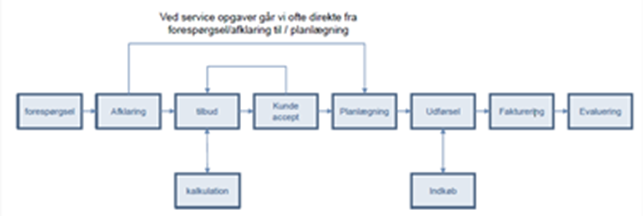 Ved service opgaver går vi ofte direkte fra
forespørgsel/afklaring til / planlægning
forespørgsel
Afklaring
tilbud
Kunde
accept
Planlægning
Udførsel
Fakturering
Evaluering
kalkulation
Indkøb